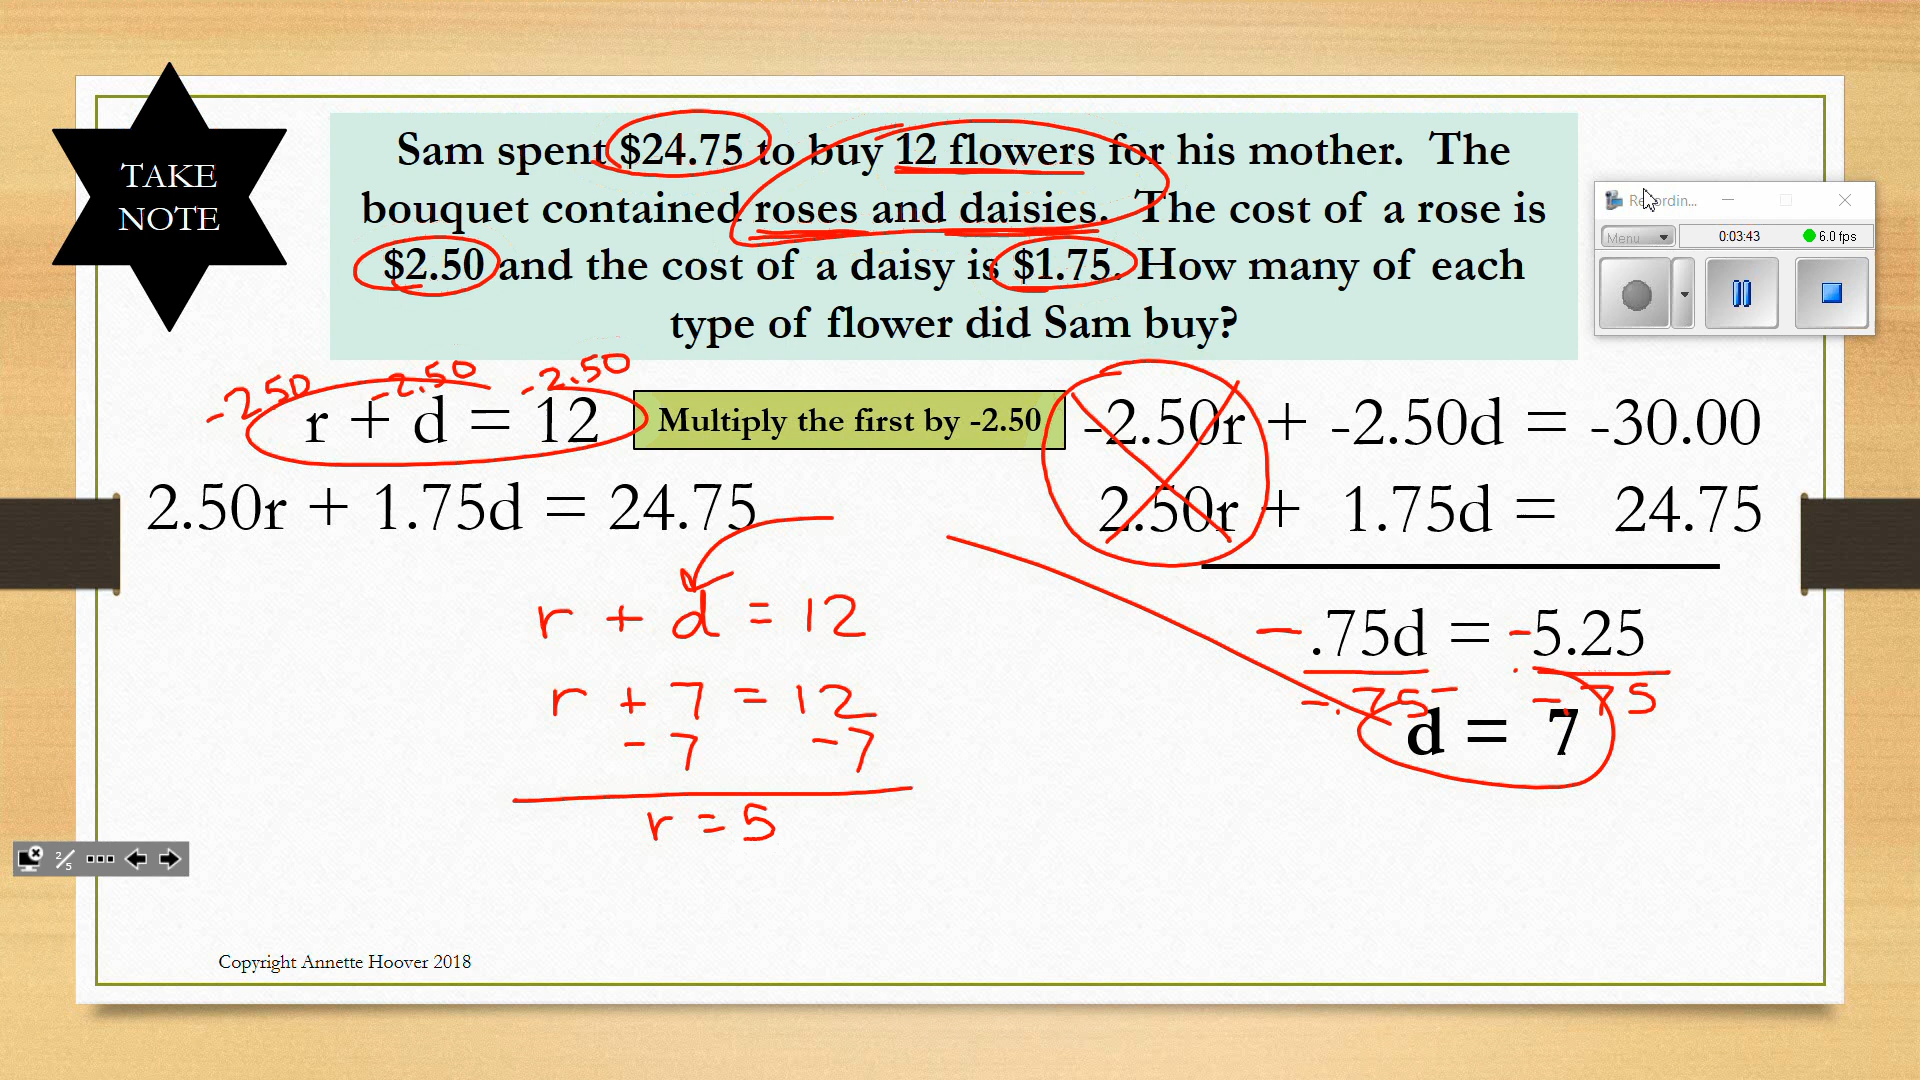 TAKE
NOTE
Sam spent $24.75 to buy 12 flowers for his mother. The
bouquet contained roses and daisies. The cost of a rose is
$2.50 and the cost of a daisy is $1.75. How many of each
type of flower did Sam buy?
Recordin...
Menu
0:03:43
6.0 fps
-2.50 -2.50 -2.50
r + d = 12
2.50r + 1.75d = 24.75
Multiply the first by -2.50
-2.50r + -2.50d = -30.00
2.50r + 1.75d = 24.75
-.75d = -5.25
-.75 -.75
d = 7
r + d = 12
r + 7 = 12
-7 -7
r = 5
2/5
Copyright Annette Hoover 2018